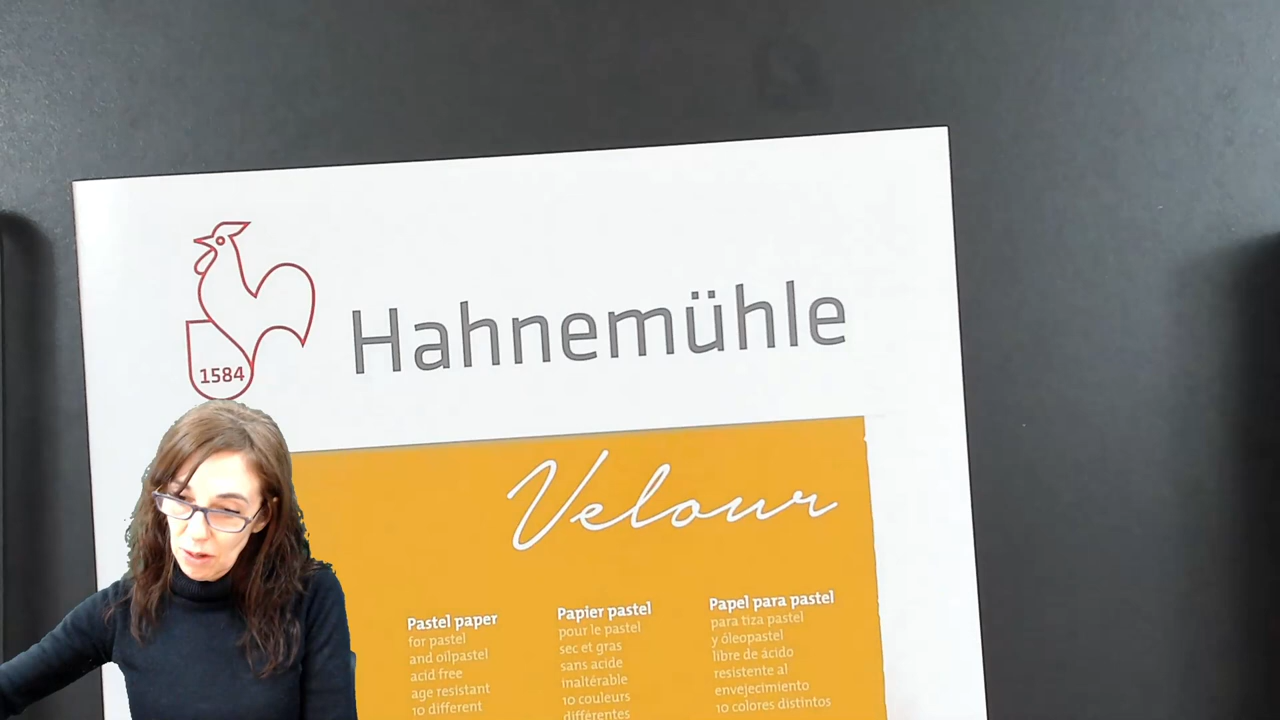 1584
Hahnemühle
Velour
Pastel paper
for pastel
and oilpastel
acid free
age resistant
10 different
Papier pastel
pour le pastel
sec et gras
sans acide
inaltérable
10 couleurs
différentes
Papel para pastel
para tiza pastel
y óleopastel
libre de ácido
resistente al
envejecimiento
10 colores distintos